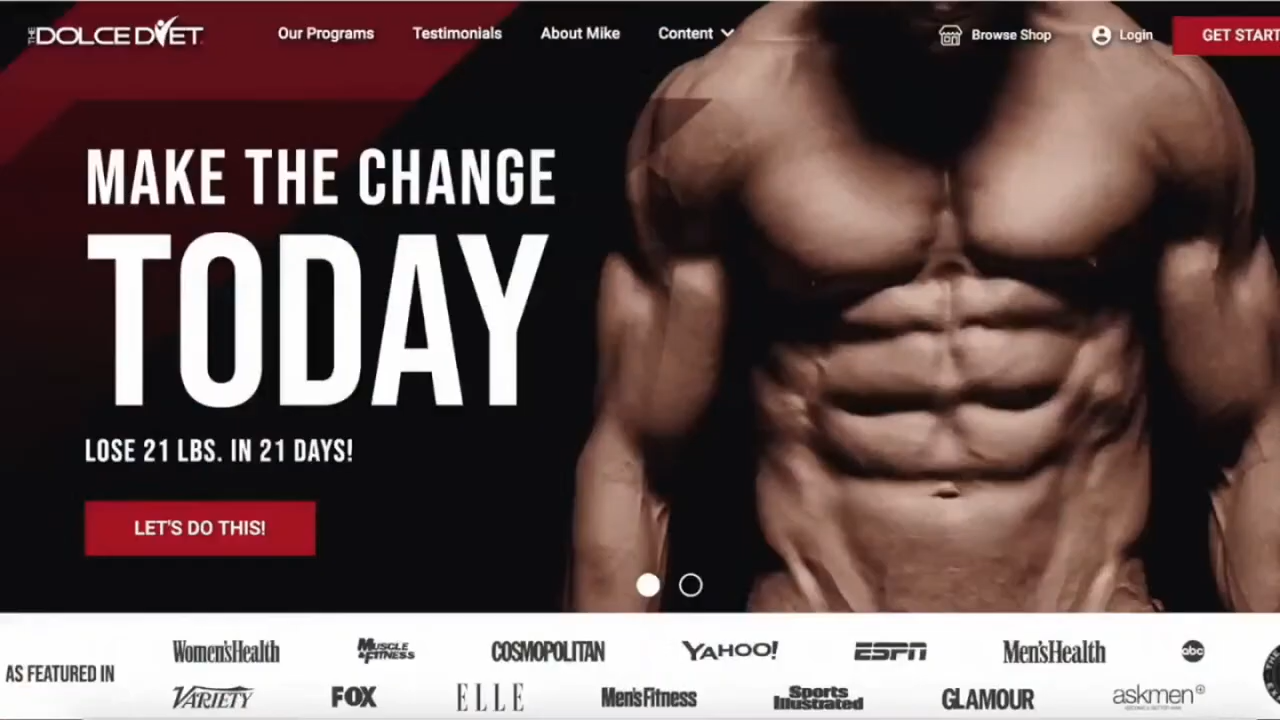 THE DOLCE DIET
Our Programs Testimonials About Mike Content Browse Shop Login GET START
MAKE THE CHANGE
TODAY
LOSE 21 LBS. IN 21 DAYS!
LET'S DO THIS!
AS FEATURED IN
Women'sHealth MUSCLE & FITNESS COSMOPOLITAN YAHOO! ESPN Men'sHealth abc
VARIETY FOX ELLE Men'sFitness Sports Illustrated GLAMOUR askmen